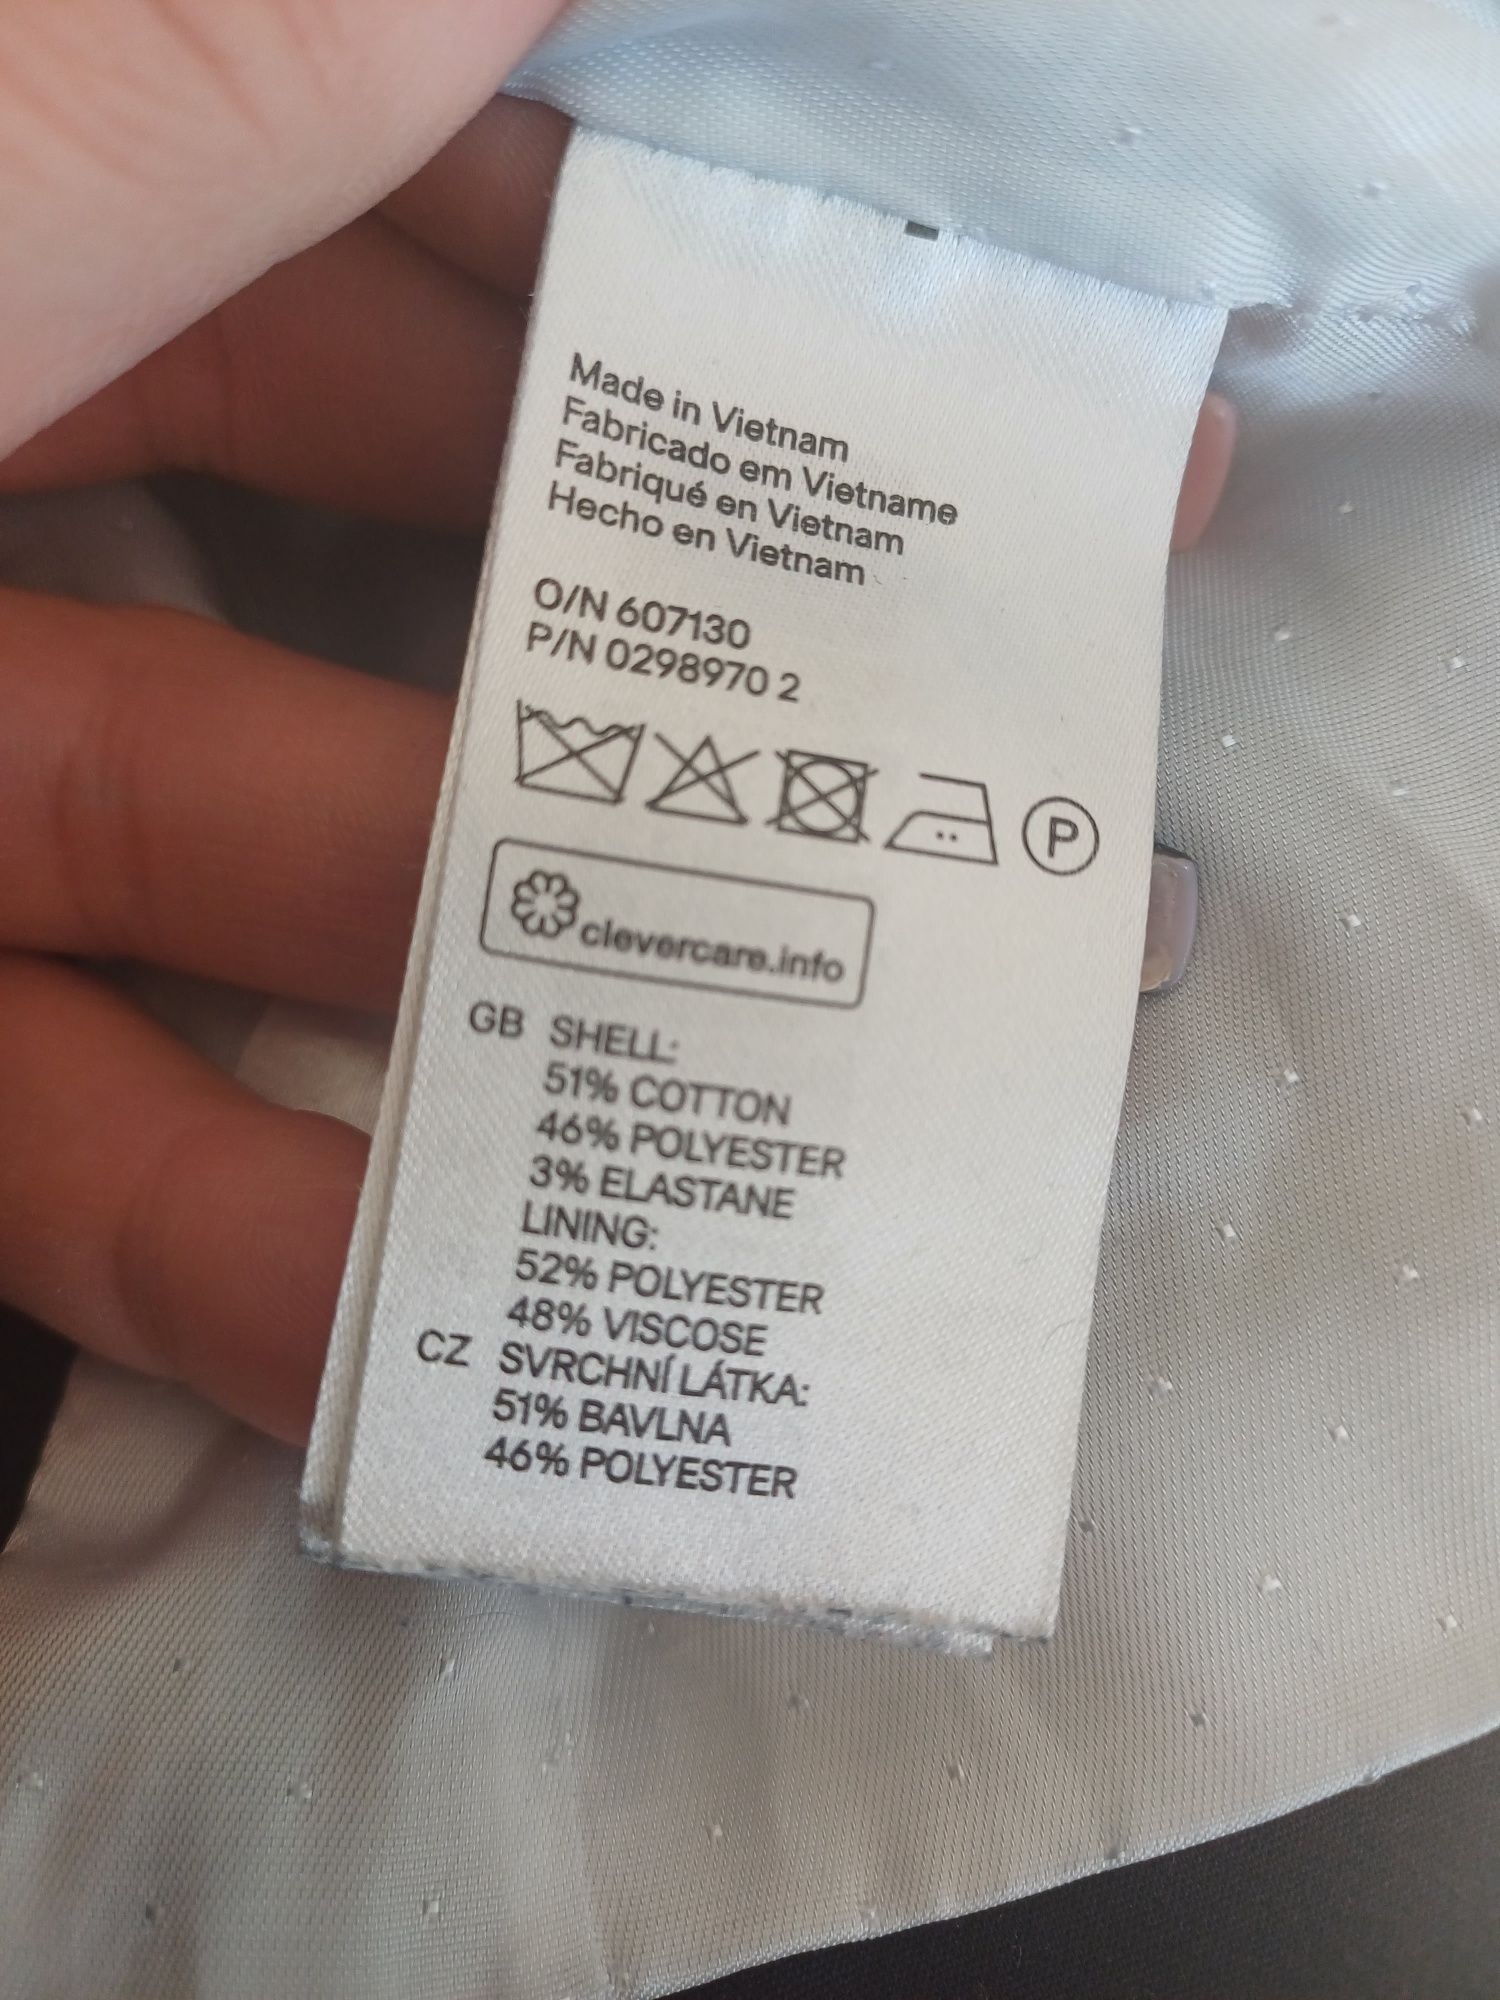 Made in Vietnam
Fabricado em Vietname
Fabriqué en Vietnam
Hecho en Vietnam
O/N 607130
P/N 0298970 2
P
clevercare.info
GB SHELL:
51% COTTON
46% POLYESTER
3% ELASTANE
LINING:
52% POLYESTER
48% VISCOSE
CZ SVRCHNÍ LÁTKA:
51% BAVLNA
46% POLYESTER